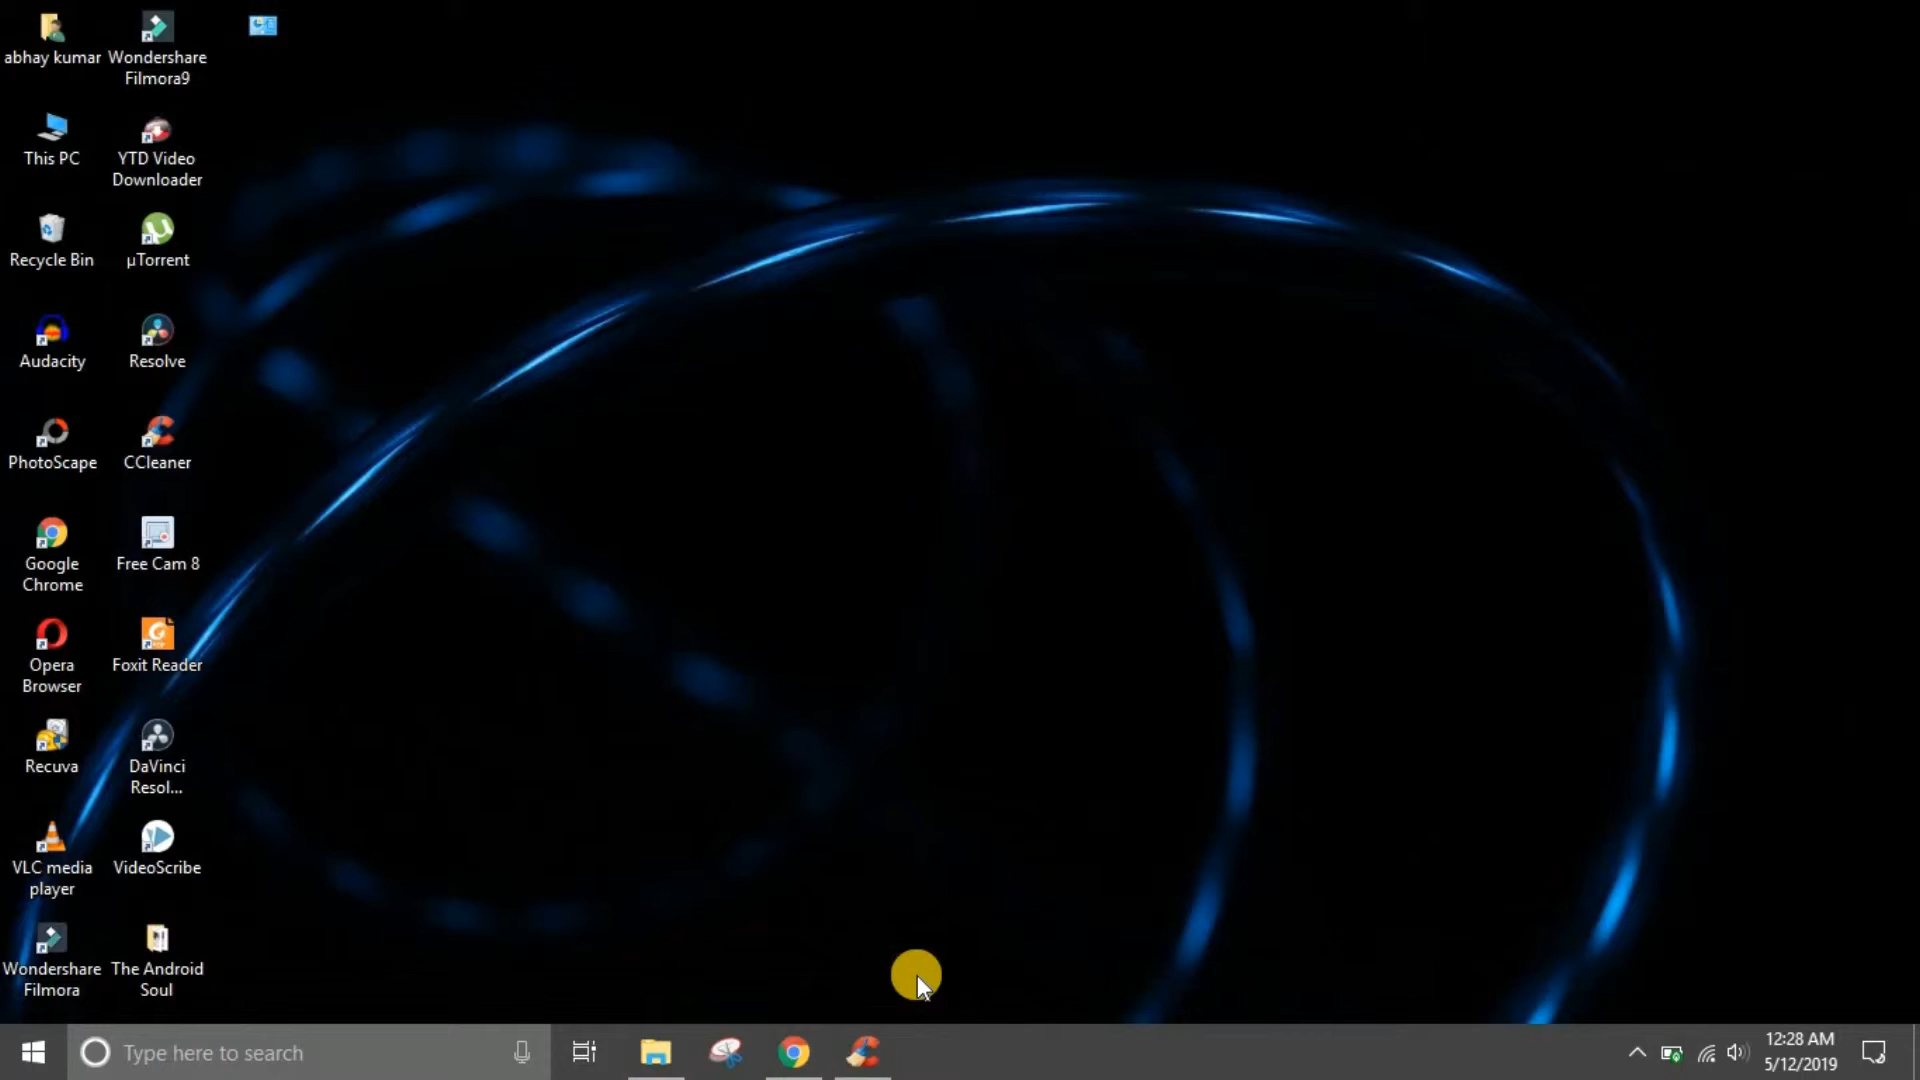 abhay kumar
Wondershare
Filmora9
This PC
YTD Video
Downloader
Recycle Bin
µTorrent
Audacity
Resolve
PhotoScape
CCleaner
Google
Chrome
Free Cam 8
Opera
Browser
Foxit Reader
Recuva
DaVinci
Resol...
VLC media
player
VideoScribe
Wondershare
Filmora
The Android
Soul
Type here to search
12:28 AM
5/12/2019